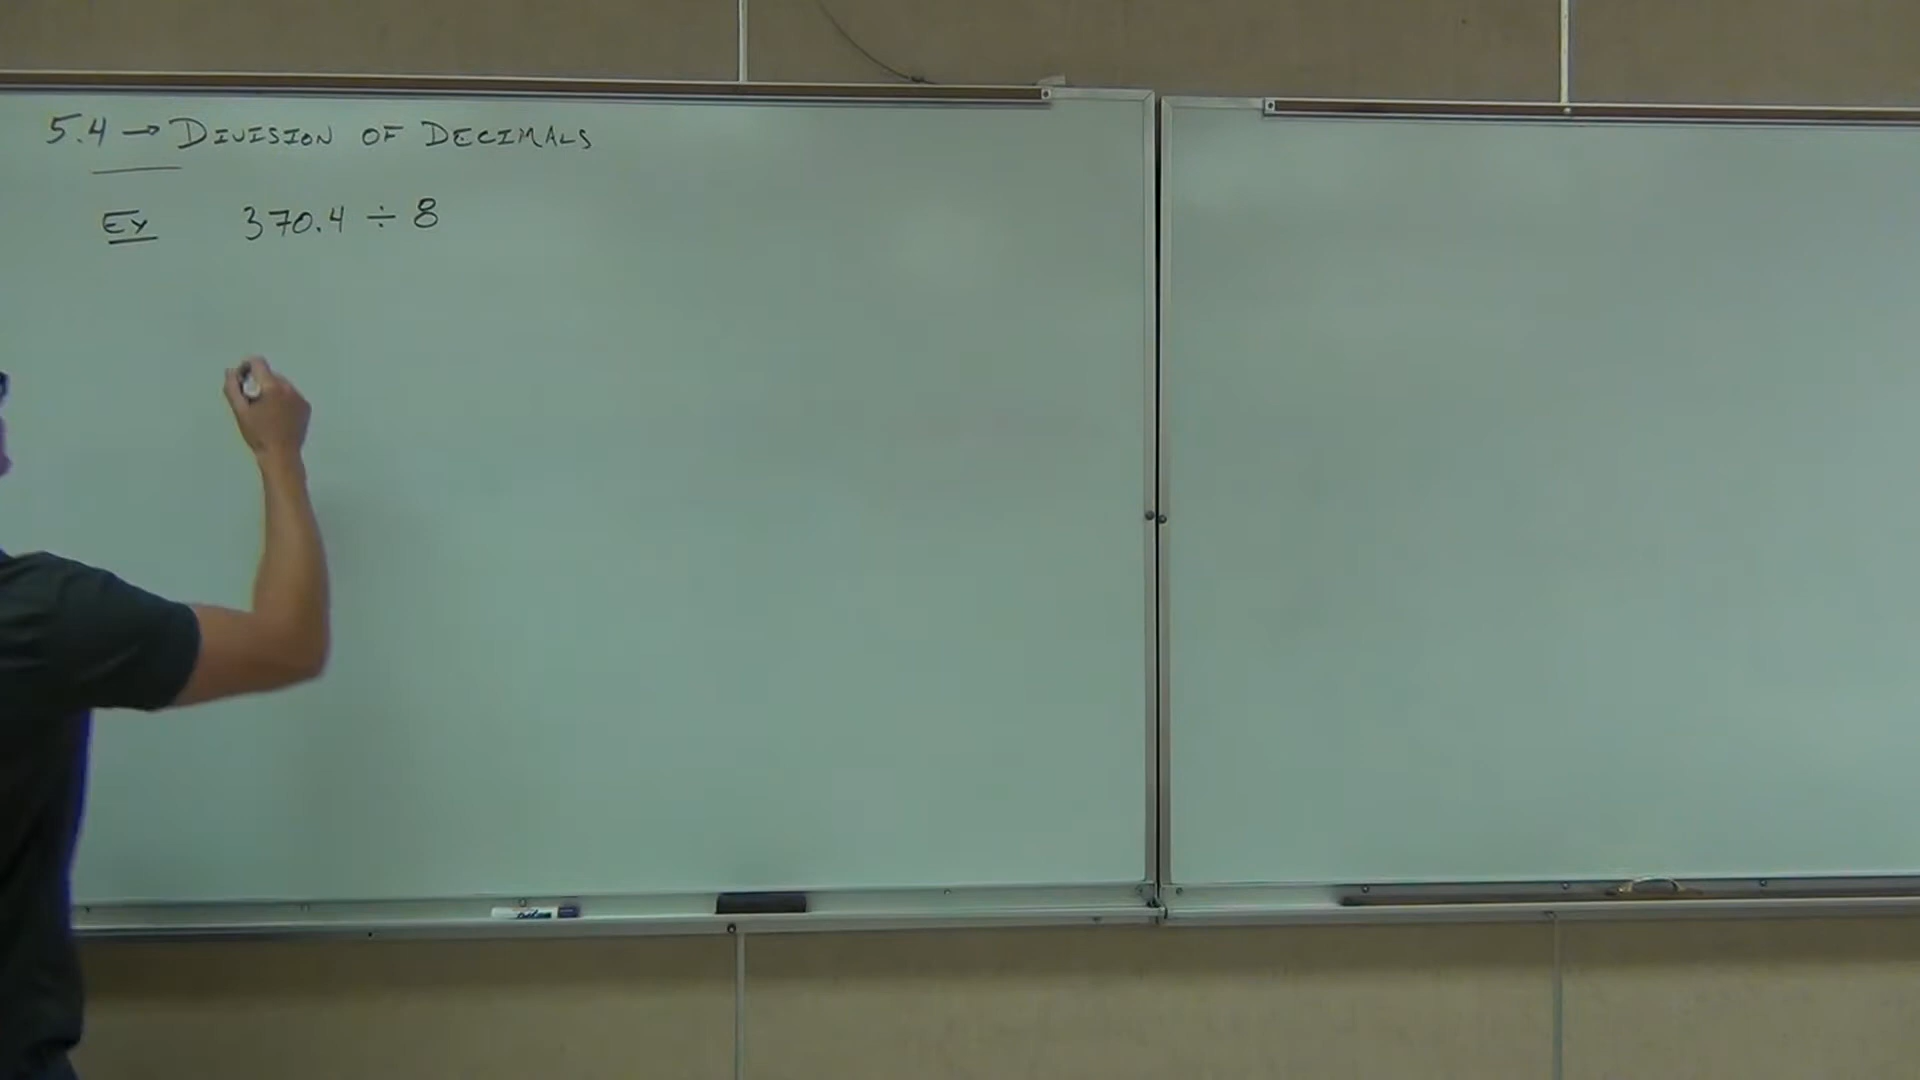 5.4 → DIVISION OF DECIMALS
Ex 370.4 ÷ 8